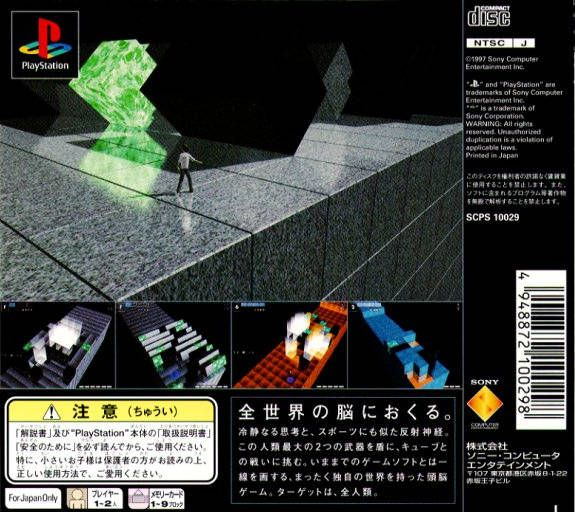 PlayStation
COMPACT
disc
NTSC J
©1997 Sony Computer
Entertainment Inc.
"PS" and "PlayStation" are
trademarks of Sony Computer
Entertainment Inc.
" " is a trademark of
Sony Corporation.
WARNING: All rights
reserved. Unauthorized
duplication is a violation of
applicable laws.
Printed in Japan
このディスクを権利者の許諾なく賃貸業
に使用することを禁止します。また、
ソフトに含まれるプログラム等著作物
を無断で解析することも禁止します。
SCPS 10029
4 948872 100298
注意(ちゅうい)
「解説書」及び"PlayStation"本体の「取扱説明書」
「安全のために」を必ず読んでから、ご使用ください。
特に、小さいお子様は保護者の方がお読みの上、
正しい使用方法で、ご愛用ください。
For Japan Only
プレイヤー
1~2人
メモリーカード
1~9ブロック
全世界の脳におくる。
冷静なる思考と、スポーツにも似た反射神経。
この人類最大の2つの武器を盾に、キューブと
の戦いに挑む。いままでのゲームソフトとは一
線を画する、まったく独自の世界を持った頭脳
ゲーム。ターゲットは、全人類。
SONY
COMPUTER
ENTERTAINMENT
株式会社
ソニー・コンピュータ
エンタテインメント
〒107 東京都港区赤坂8-1-22
赤坂王子ビル